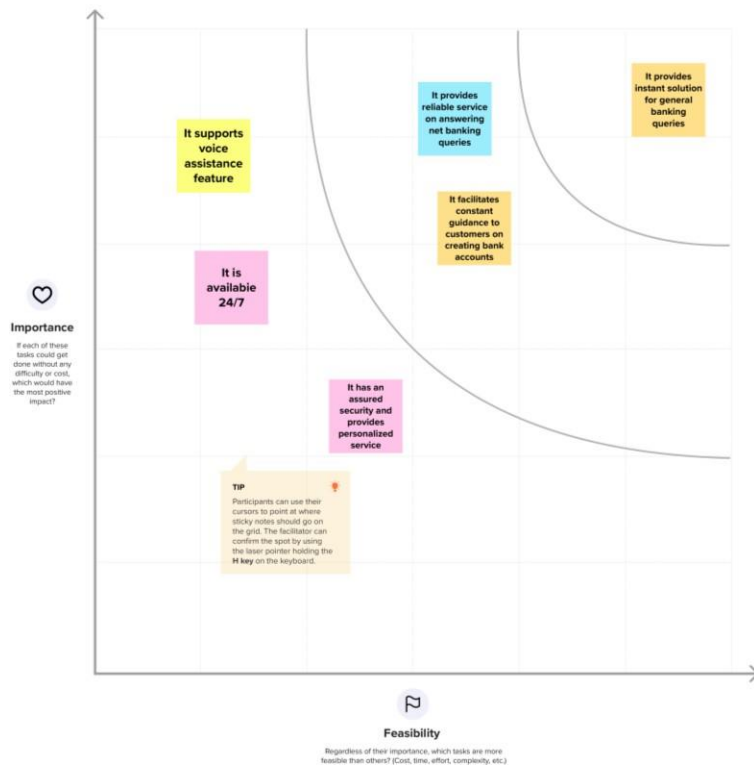 It provides
instant solution
for general
banking
queries
It provides
reliable service
on answering
net banking
queries
It supports
voice
assistance
feature
It facilitates
constant
guidance to
customers on
creating bank
accounts
It is
availabie
24/7
Importance
If each of these
tasks could get
done without any
difficulty or cost,
which would have
the most positive
impact?
It has an
assured
security and
provides
personalized
service
TIP
Participants can use their
cursors to point at where
sticky notes should go on
the grid. The facilitator can
confirm the spot by using
the laser pointer holding the
H key on the keyboard.
Feasibility
Regardless of their importance, which tasks are more
feasible than others? (Cost, time, effort, complexity, etc.)